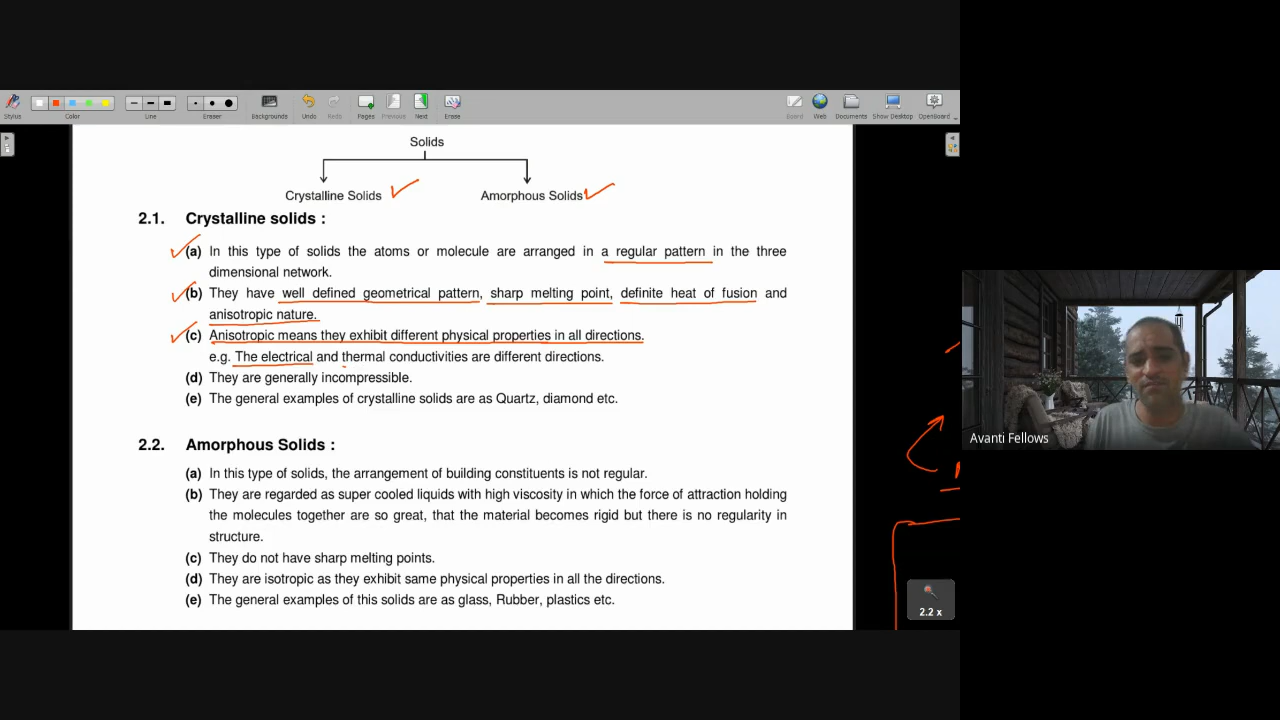 Stylus
Color
Line
Eraser
Backgrounds
Undo
Redo
Pages
Previous
Next
Erase
Board
Web
Documents
Show Desktop
OpenBoard
Solids
Crystalline Solids
Amorphous Solids
2.1. Crystalline solids :
(a) In this type of solids the atoms or molecule are arranged in a regular pattern in the three
dimensional network.
(b) They have well defined geometrical pattern, sharp melting point, definite heat of fusion and
anisotropic nature.
(c) Anisotropic means they exhibit different physical properties in all directions.
e.g. The electrical and thermal conductivities are different directions.
(d) They are generally incompressible.
(e) The general examples of crystalline solids are as Quartz, diamond etc.
Avanti Fellows
2.2. Amorphous Solids :
(a) In this type of solids, the arrangement of building constituents is not regular.
(b) They are regarded as super cooled liquids with high viscosity in which the force of attraction holding
the molecules together are so great, that the material becomes rigid but there is no regularity in
structure.
(c) They do not have sharp melting points.
(d) They are isotropic as they exhibit same physical properties in all the directions.
(e) The general examples of this solids are as glass, Rubber, plastics etc.
2.2 x